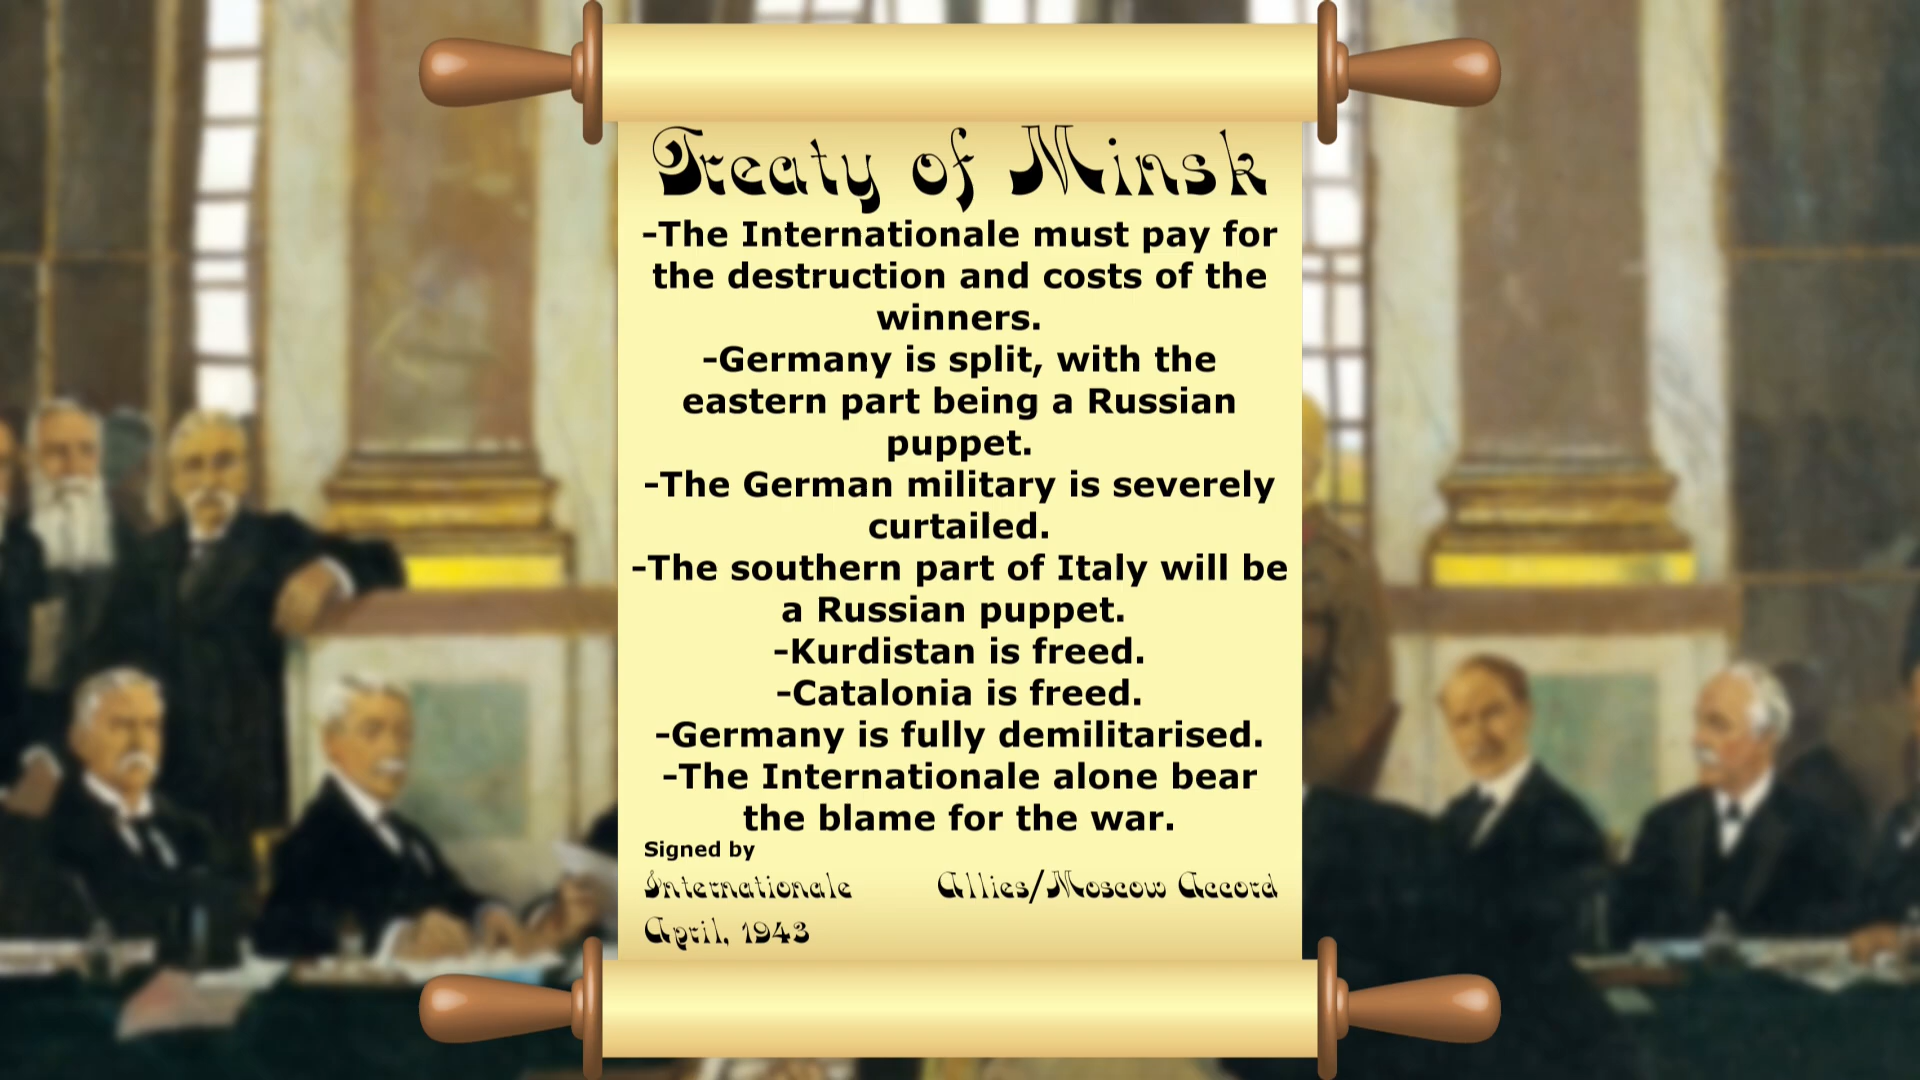 Treaty of Minsk
-The Internationale must pay for
the destruction and costs of the
winners.
-Germany is split, with the
eastern part being a Russian
puppet.
-The German military is severely
curtailed.
-The southern part of Italy will be
a Russian puppet.
-Kurdistan is freed.
-Catalonia is freed.
-Germany is fully demilitarised.
-The Internationale alone bear
the blame for the war.
Signed by
Internationale Allies/Moscow Accord
April, 1943